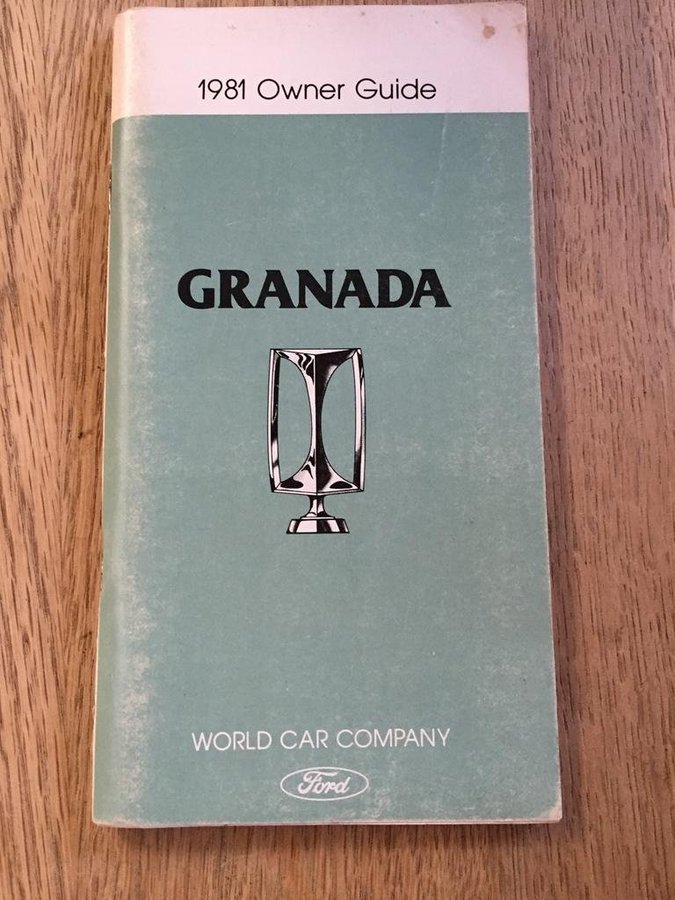 1981 Owner Guide
GRANADA
WORLD CAR COMPANY
Ford